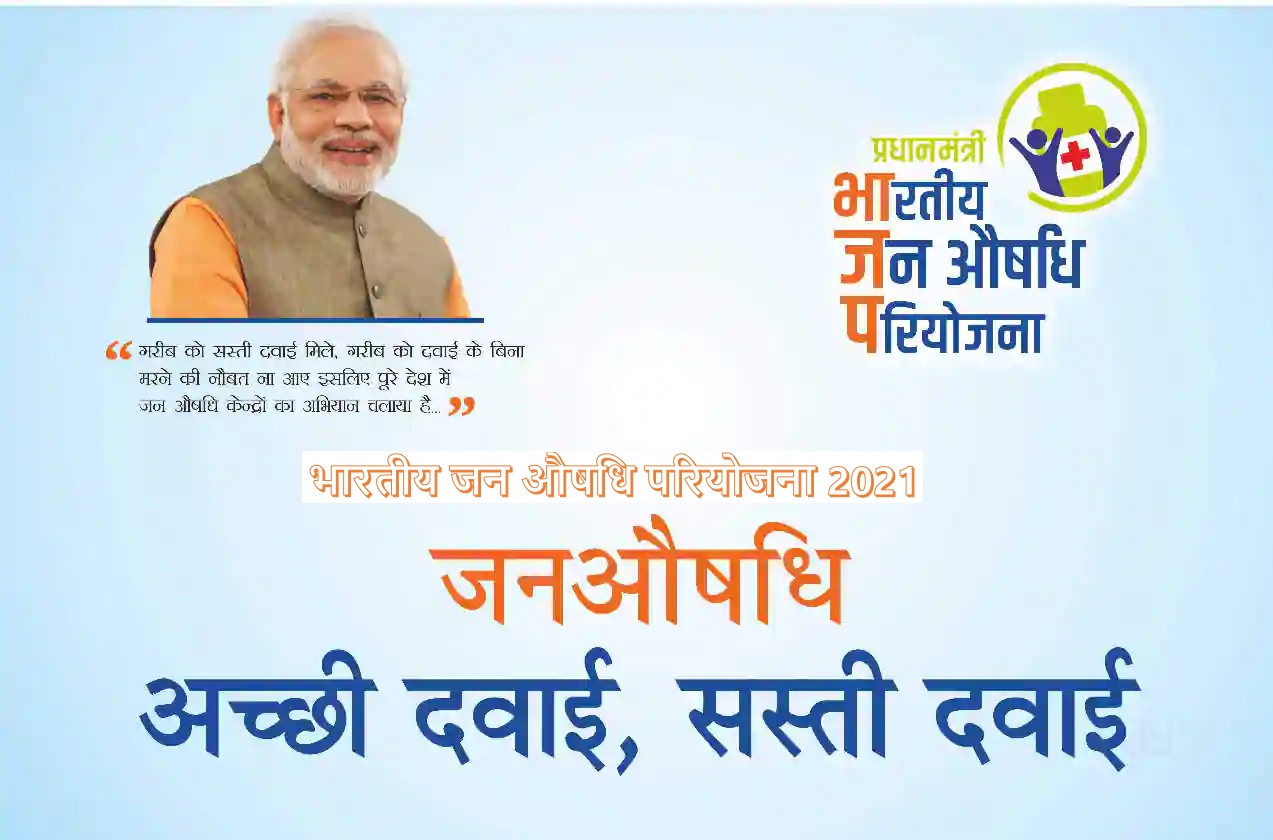 प्रधानमंत्री
भारतीय
जन औषधि
परियोजना
“ गरीब को सस्ती दवाई मिले, गरीब को दवाई के बिना
मरने की नौबत ना आए इसलिए पूरे देश में
जन औषधि केन्द्रों का अभियान चलाया है... ”
भारतीय जन औषधि परियोजना 2021
जनऔषधि
अच्छी दवाई, सस्ती दवाई